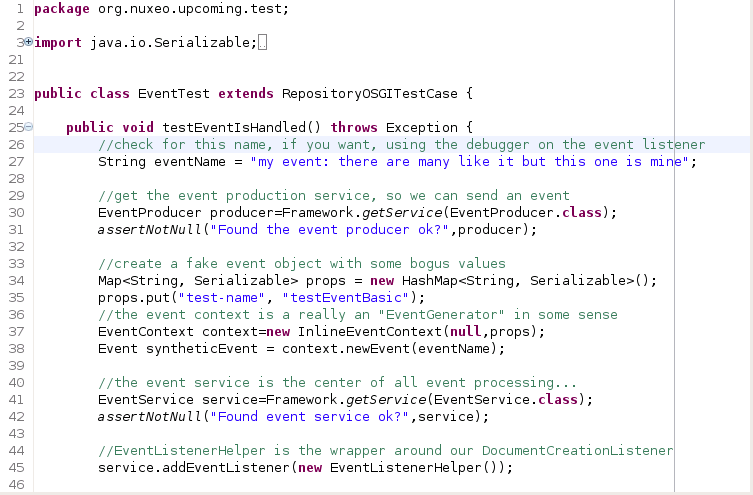 1 package org.nuxeo.upcoming.test;
2
3 import java.io.Serializable;
21
22
23 public class EventTest extends RepositoryOSGITestCase {
24
25     public void testEventIsHandled() throws Exception {
26         //check for this name, if you want, using the debugger on the event listener
27         String eventName = "my event: there are many like it but this one is mine";
28
29         //get the event production service, so we can send an event
30         EventProducer producer=Framework.getService(EventProducer.class);
31         assertNotNull("Found the event producer ok?",producer);
32
33         //create a fake event object with some bogus values
34         Map<String, Serializable> props = new HashMap<String, Serializable>();
35         props.put("test-name", "testEventBasic");
36         //the event context is a really an "EventGenerator" in some sense
37         EventContext context=new InlineEventContext(null,props);
38         Event syntheticEvent = context.newEvent(eventName);
39
40         //the event service is the center of all event processing...
41         EventService service=Framework.getService(EventService.class);
42         assertNotNull("Found event service ok?",service);
43
44         //EventListenerHelper is the wrapper around our DocumentCreationListener
45         service.addEventListener(new EventListenerHelper());
46